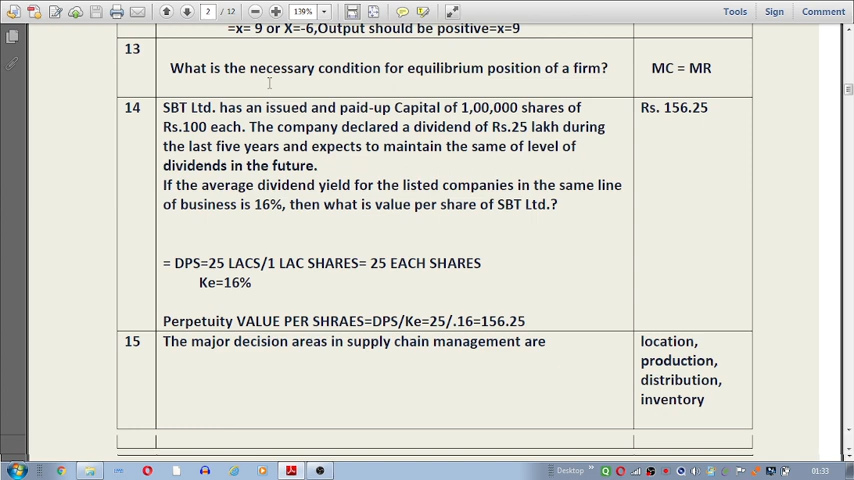 2 / 12
139%
Tools
Sign
Comment
=x= 9 or X=-6,Output should be positive=x=9
13
What is the necessary condition for equilibrium position of a firm?
MC = MR
14
SBT Ltd. has an issued and paid-up Capital of 1,00,000 shares of
Rs. 156.25
Rs.100 each. The company declared a dividend of Rs.25 lakh during
the last five years and expects to maintain the same of level of
dividends in the future.
If the average dividend yield for the listed companies in the same line
of business is 16%, then what is value per share of SBT Ltd.?
= DPS=25 LACS/1 LAC SHARES= 25 EACH SHARES
Ke=16%
Perpetuity VALUE PER SHRAES=DPS/Ke=25/.16=156.25
15
The major decision areas in supply chain management are
location,
production,
distribution,
inventory
Desktop
01:33